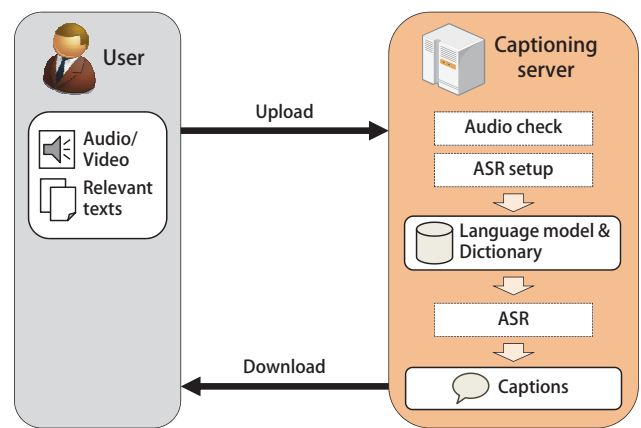 User
Audio/
Video
Relevant
texts
Upload
Download
Captioning
server
Audio check
ASR setup
Language model &
Dictionary
ASR
Captions